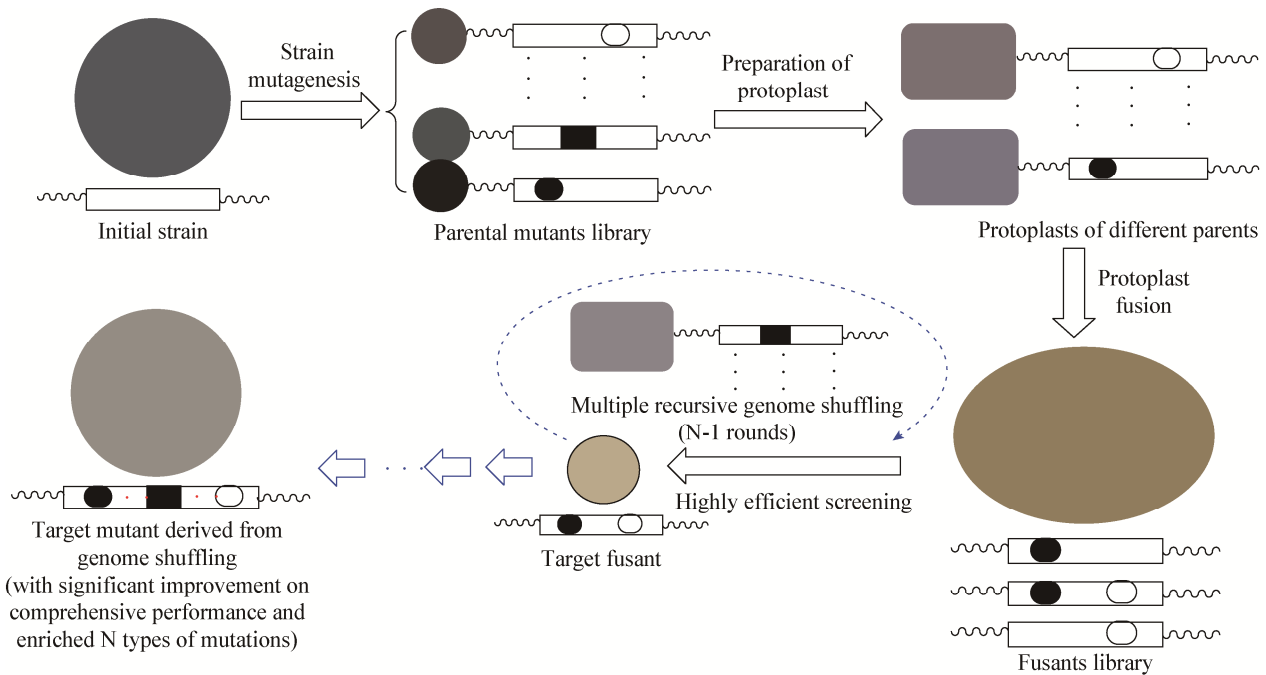 Strain
mutagenesis
Preparation of
protoplast
Initial strain
Parental mutants library
Protoplasts of different parents
Protoplast
fusion
Multiple recursive genome shuffling
(N-1 rounds)
Highly efficient screening
Target fusant
Target mutant derived from
genome shuffling
(with significant improvement on
comprehensive performance and
enriched N types of mutations)
Fusants library